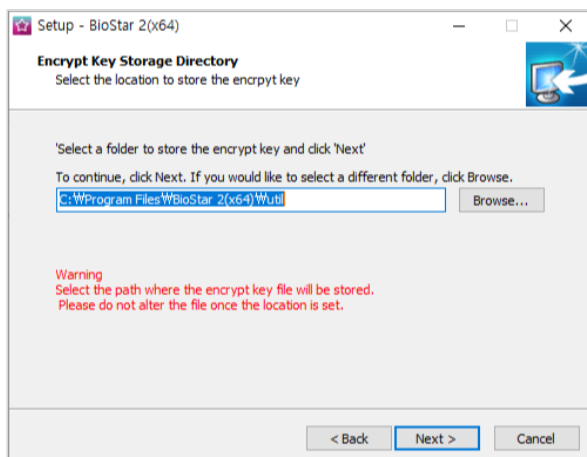 Setup - BioStar 2(x64)
Encrypt Key Storage Directory
Select the location to store the encrpyt key
'Select a folder to store the encrypt key and click 'Next'
To continue, click Next. If you would like to select a different folder, click Browse.
C:₩Program Files₩BioStar 2(x64)₩util
Browse...
Warning
Select the path where the encrypt key file will be stored.
Please do not alter the file once the location is set.
< Back
Next >
Cancel